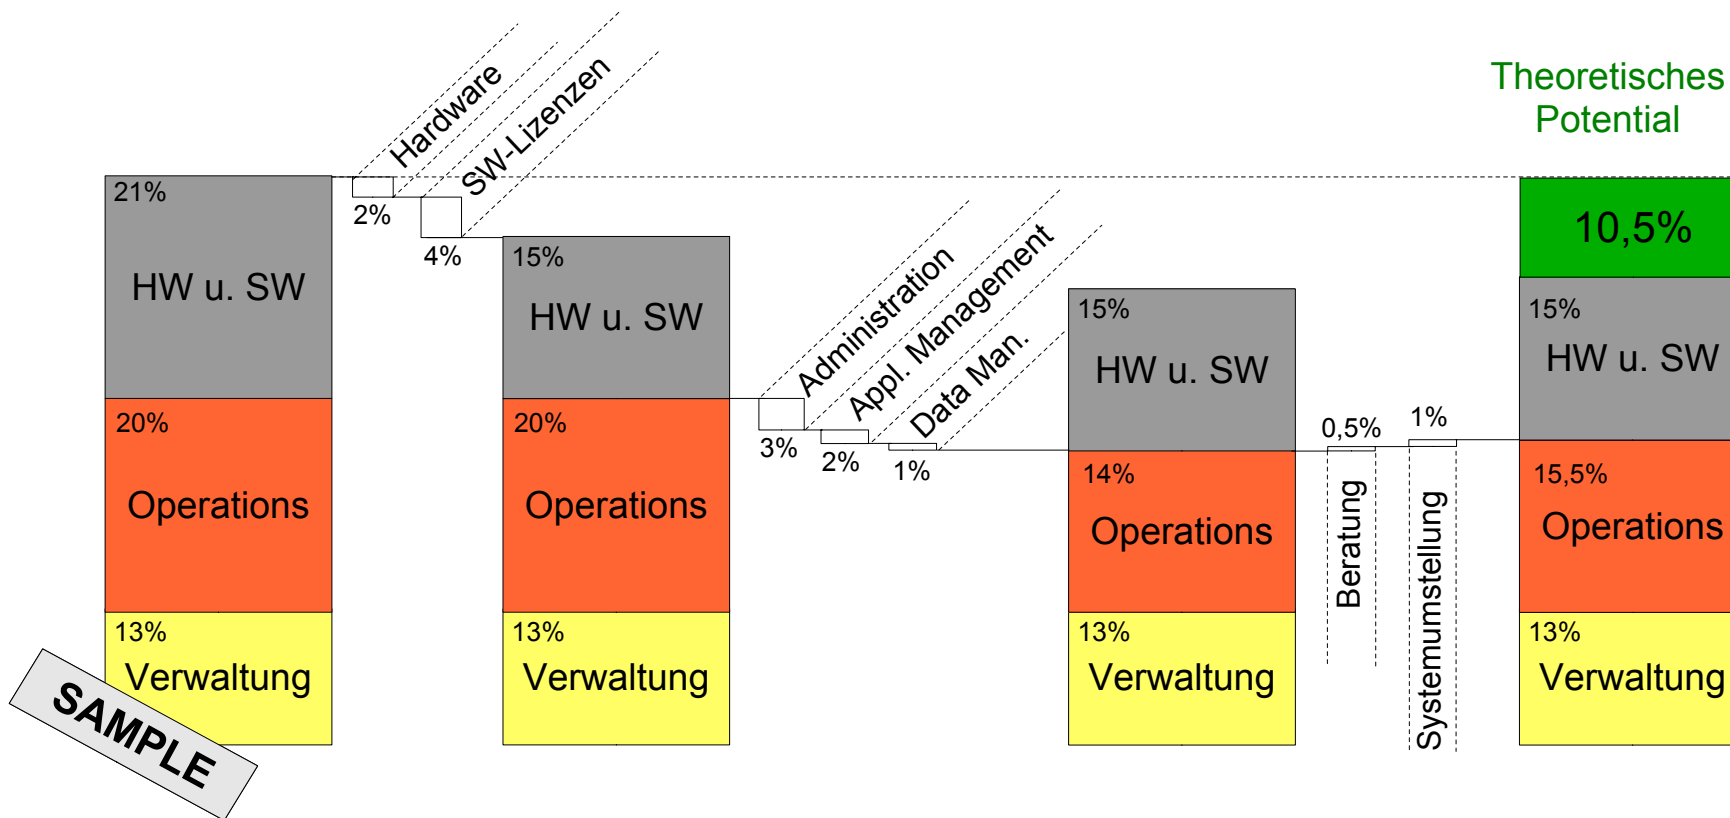 Theoretisches
Potential
Hardware
SW-Lizenzen
21%
HW u. SW
20%
Operations
13%
Verwaltung
SAMPLE
2%
4%
15%
HW u. SW
20%
Operations
13%
Verwaltung
Administration
Appl. Management
Data Man.
3%
2%
1%
15%
HW u. SW
14%
Operations
13%
Verwaltung
0,5%
1%
Beratung
Systemumstellung
10,5%
15%
HW u. SW
15,5%
Operations
13%
Verwaltung